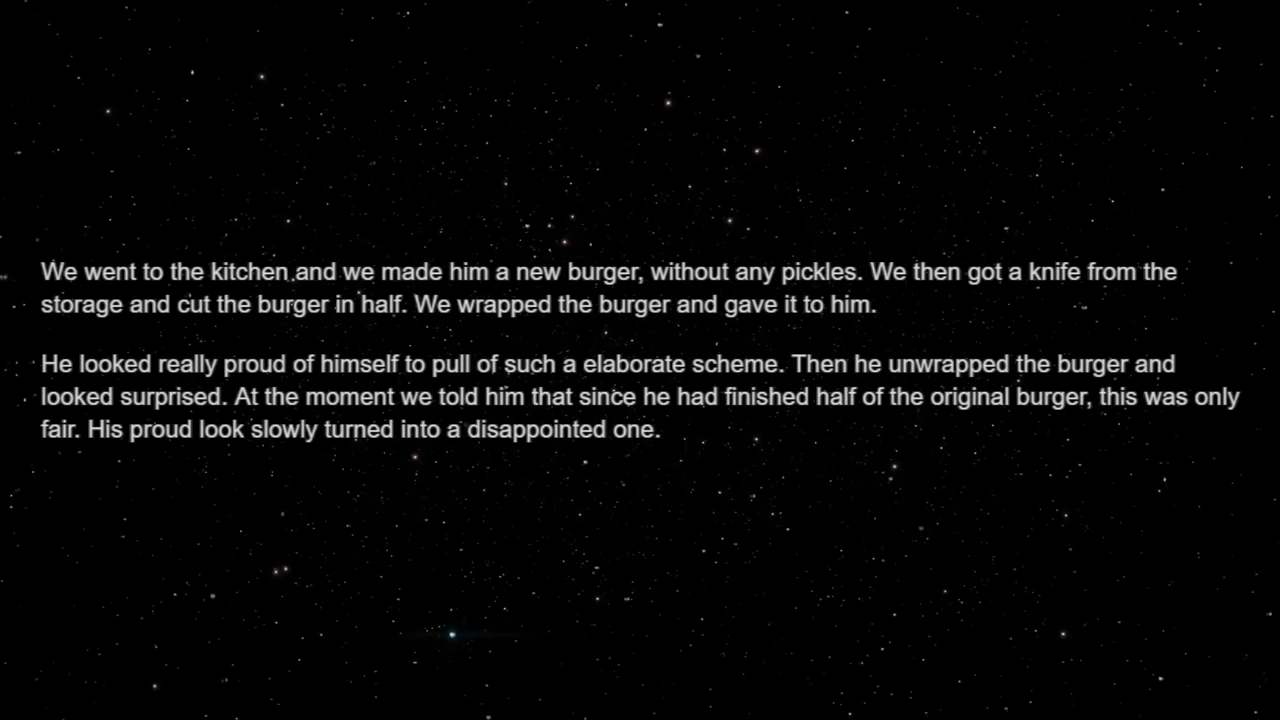 We went to the kitchen and we made him a new burger, without any pickles. We then got a knife from the
storage and cut the burger in half. We wrapped the burger and gave it to him.
He looked really proud of himself to pull of such a elaborate scheme. Then he unwrapped the burger and
looked surprised. At the moment we told him that since he had finished half of the original burger, this was only
fair. His proud look slowly turned into a disappointed one.